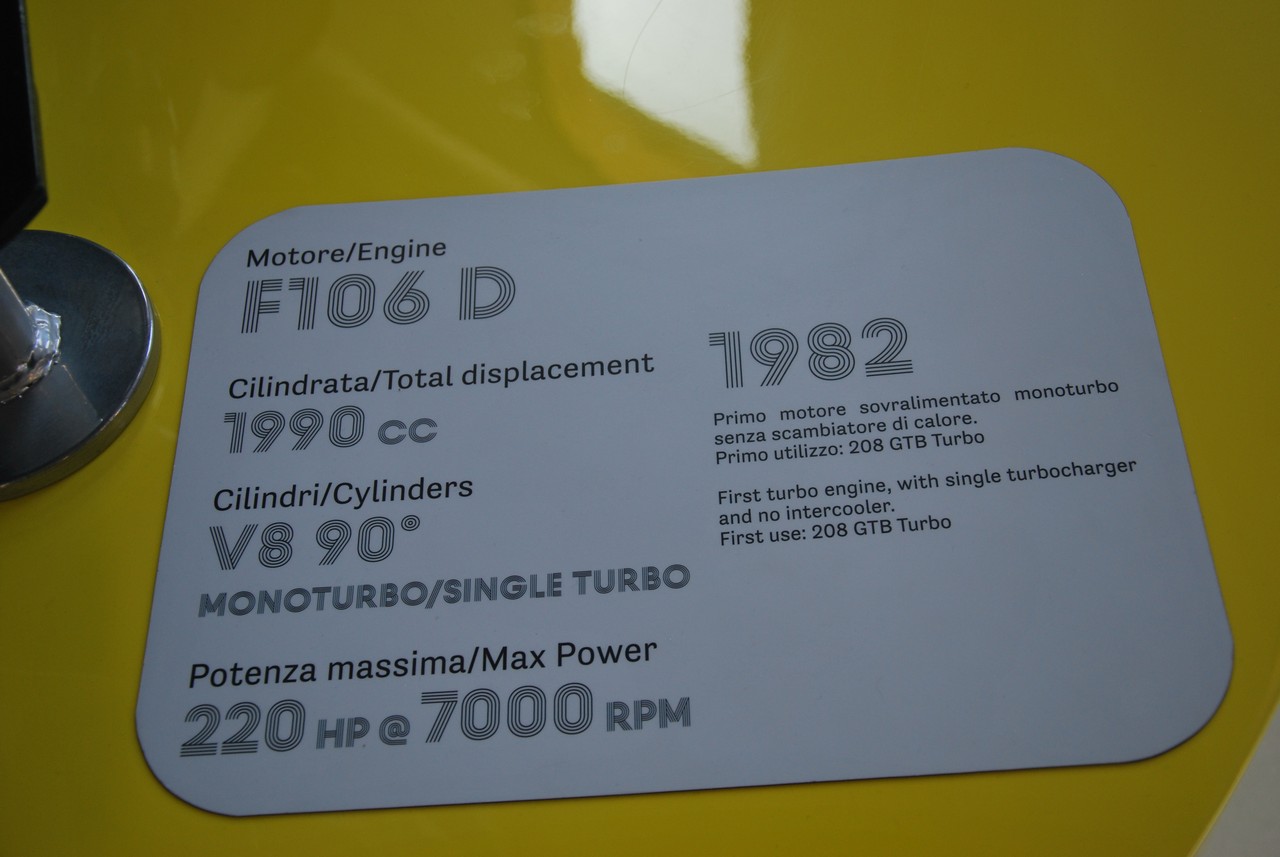 Motore/Engine
F106 D
Cilindrata/Total displacement
1990 CC
Cilindri/Cylinders
V8 90°
MONOTURBO/SINGLE TURBO
Potenza massima/Max Power
220 HP @ 7000 RPM
1982
Primo motore sovralimentato monoturbo
senza scambiatore di calore.
Primo utilizzo: 208 GTB Turbo
First turbo engine, with single turbocharger
and no intercooler.
First use: 208 GTB Turbo